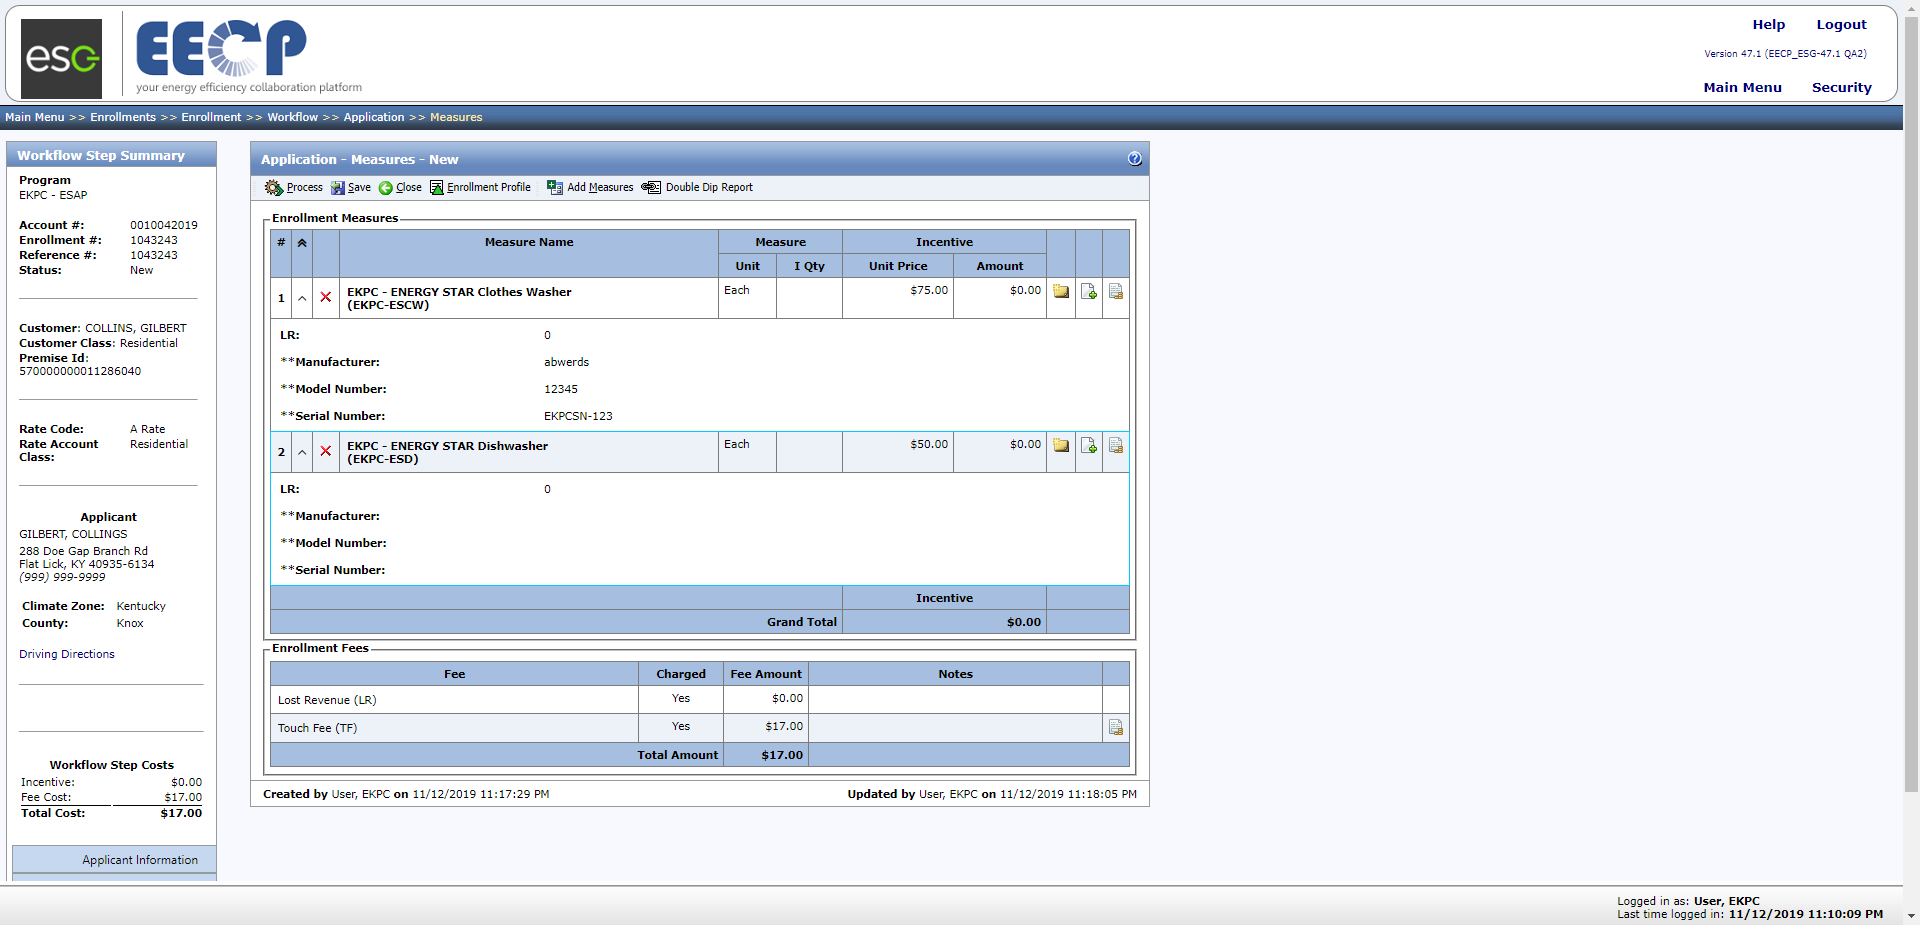 esg
EECP
your energy efficiency collaboration platform
Help Logout
Version 47.1 (EECP_ESG-47.1 QA2)
Main Menu Security
Main Menu >> Enrollments >> Enrollment >> Workflow >> Application >> Measures
Workflow Step Summary
Program
EKPC - ESAP
Account #: 0010042019
Enrollment #: 1043243
Reference #: 1043243
Status: New
Customer: COLLINS, GILBERT
Customer Class: Residential
Premise Id:
570000000011286040
Rate Code: A Rate
Rate Account Class: Residential
Applicant
GILBERT, COLLINGS
288 Doe Gap Branch Rd
Flat Lick, KY 40935-6134
(999) 999-9999
Climate Zone: Kentucky
County: Knox
Driving Directions
Workflow Step Costs
Incentive: $0.00
Fee Cost: $17.00
Total Cost: $17.00
Applicant Information
Application - Measures - New
Process Save Close Enrollment Profile Add Measures Double Dip Report
Enrollment Measures
# Measure Name Measure Incentive
Unit I Qty Unit Price Amount
1 EKPC - ENERGY STAR Clothes Washer Each $75.00 $0.00
(EKPC-ESCW)
LR: 0
**Manufacturer: abwerds
**Model Number: 12345
**Serial Number: EKPCSN-123
2 EKPC - ENERGY STAR Dishwasher Each $50.00 $0.00
(EKPC-ESD)
LR: 0
**Manufacturer:
**Model Number:
**Serial Number:
Incentive
Grand Total $0.00
Enrollment Fees
Fee Charged Fee Amount Notes
Lost Revenue (LR) Yes $0.00
Touch Fee (TF) Yes $17.00
Total Amount $17.00
Created by User, EKPC on 11/12/2019 11:17:29 PM Updated by User, EKPC on 11/12/2019 11:18:05 PM
Logged in as: User, EKPC
Last time logged in: 11/12/2019 11:10:09 PM